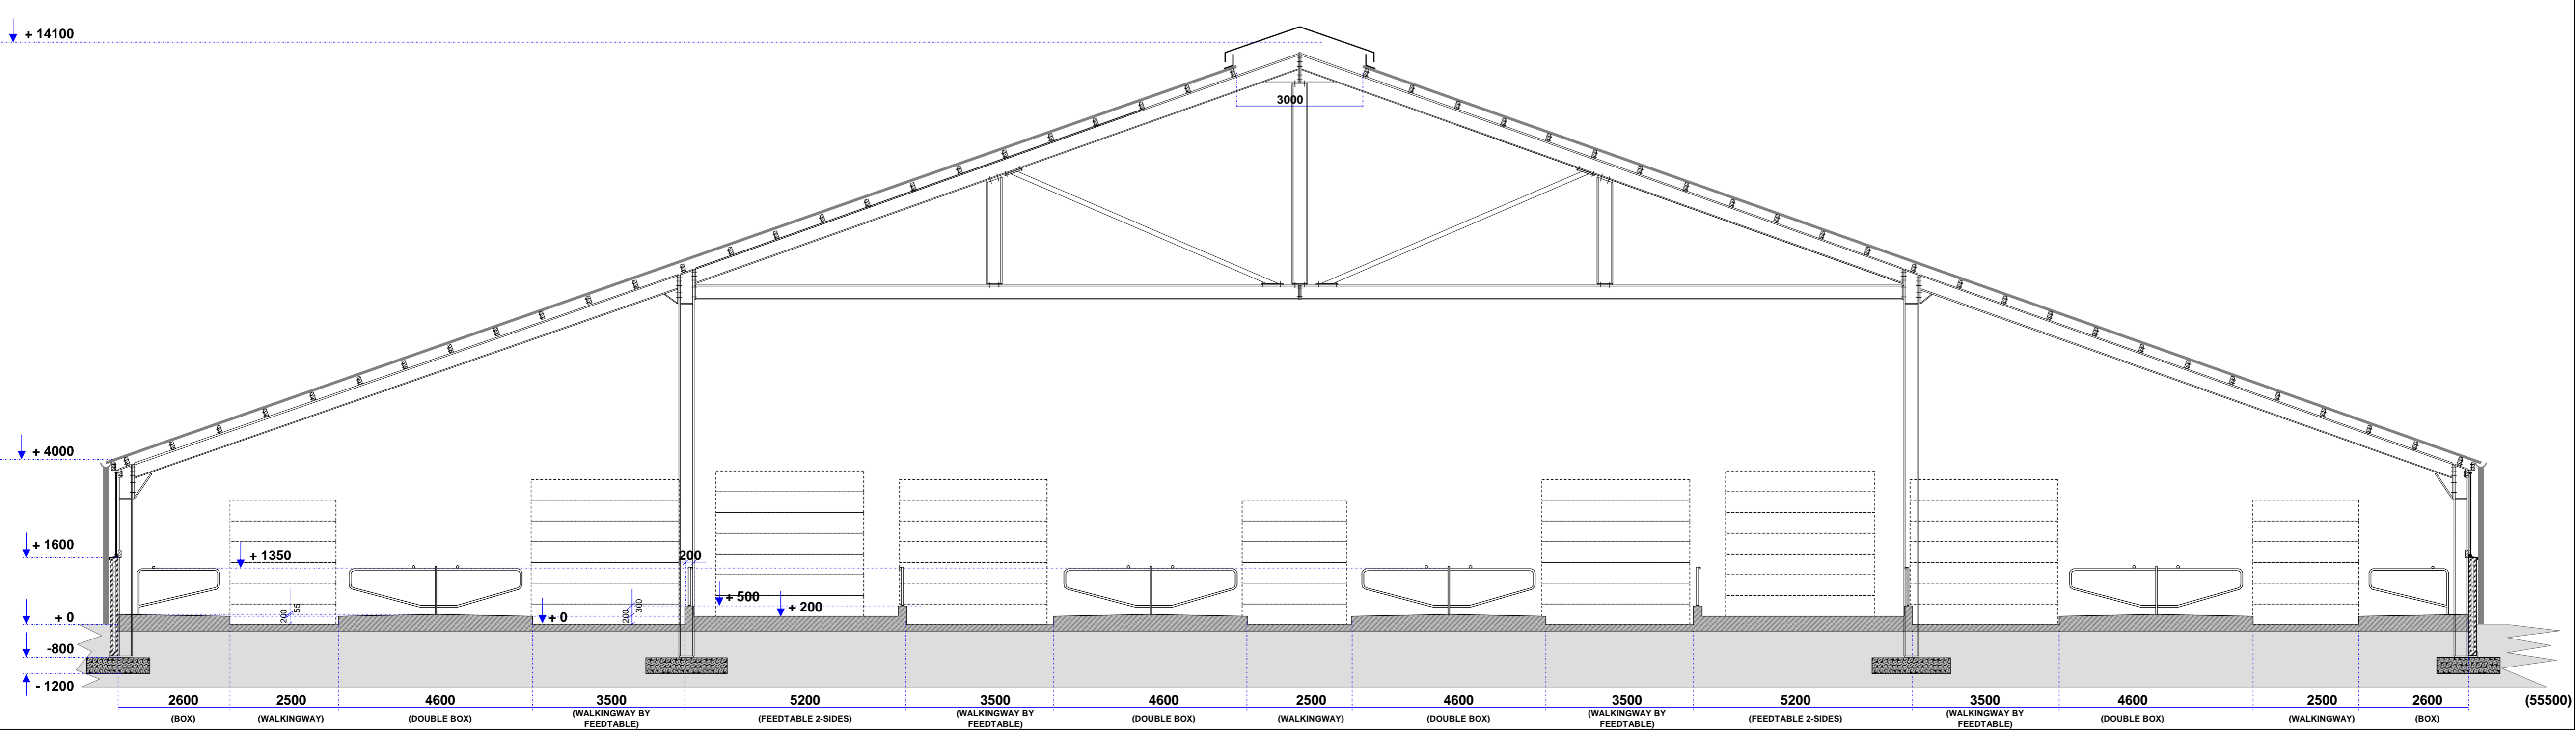 + 14100
3000
+ 4000
+ 1600
+ 1350
200
200
55
200
300
+ 500
+ 200
+ 0
+ 0
-800
- 1200
2600
2500
4600
3500
5200
3500
4600
2500
4600
3500
5200
3500
4600
2500
2600
(55500)
(BOX)
(WALKINGWAY)
(DOUBLE BOX)
(WALKINGWAY BY
FEEDTABLE)
(FEEDTABLE 2-SIDES)
(WALKINGWAY BY
FEEDTABLE)
(DOUBLE BOX)
(WALKINGWAY)
(DOUBLE BOX)
(WALKINGWAY BY
FEEDTABLE)
(FEEDTABLE 2-SIDES)
(WALKINGWAY BY
FEEDTABLE)
(DOUBLE BOX)
(WALKINGWAY)
(BOX)